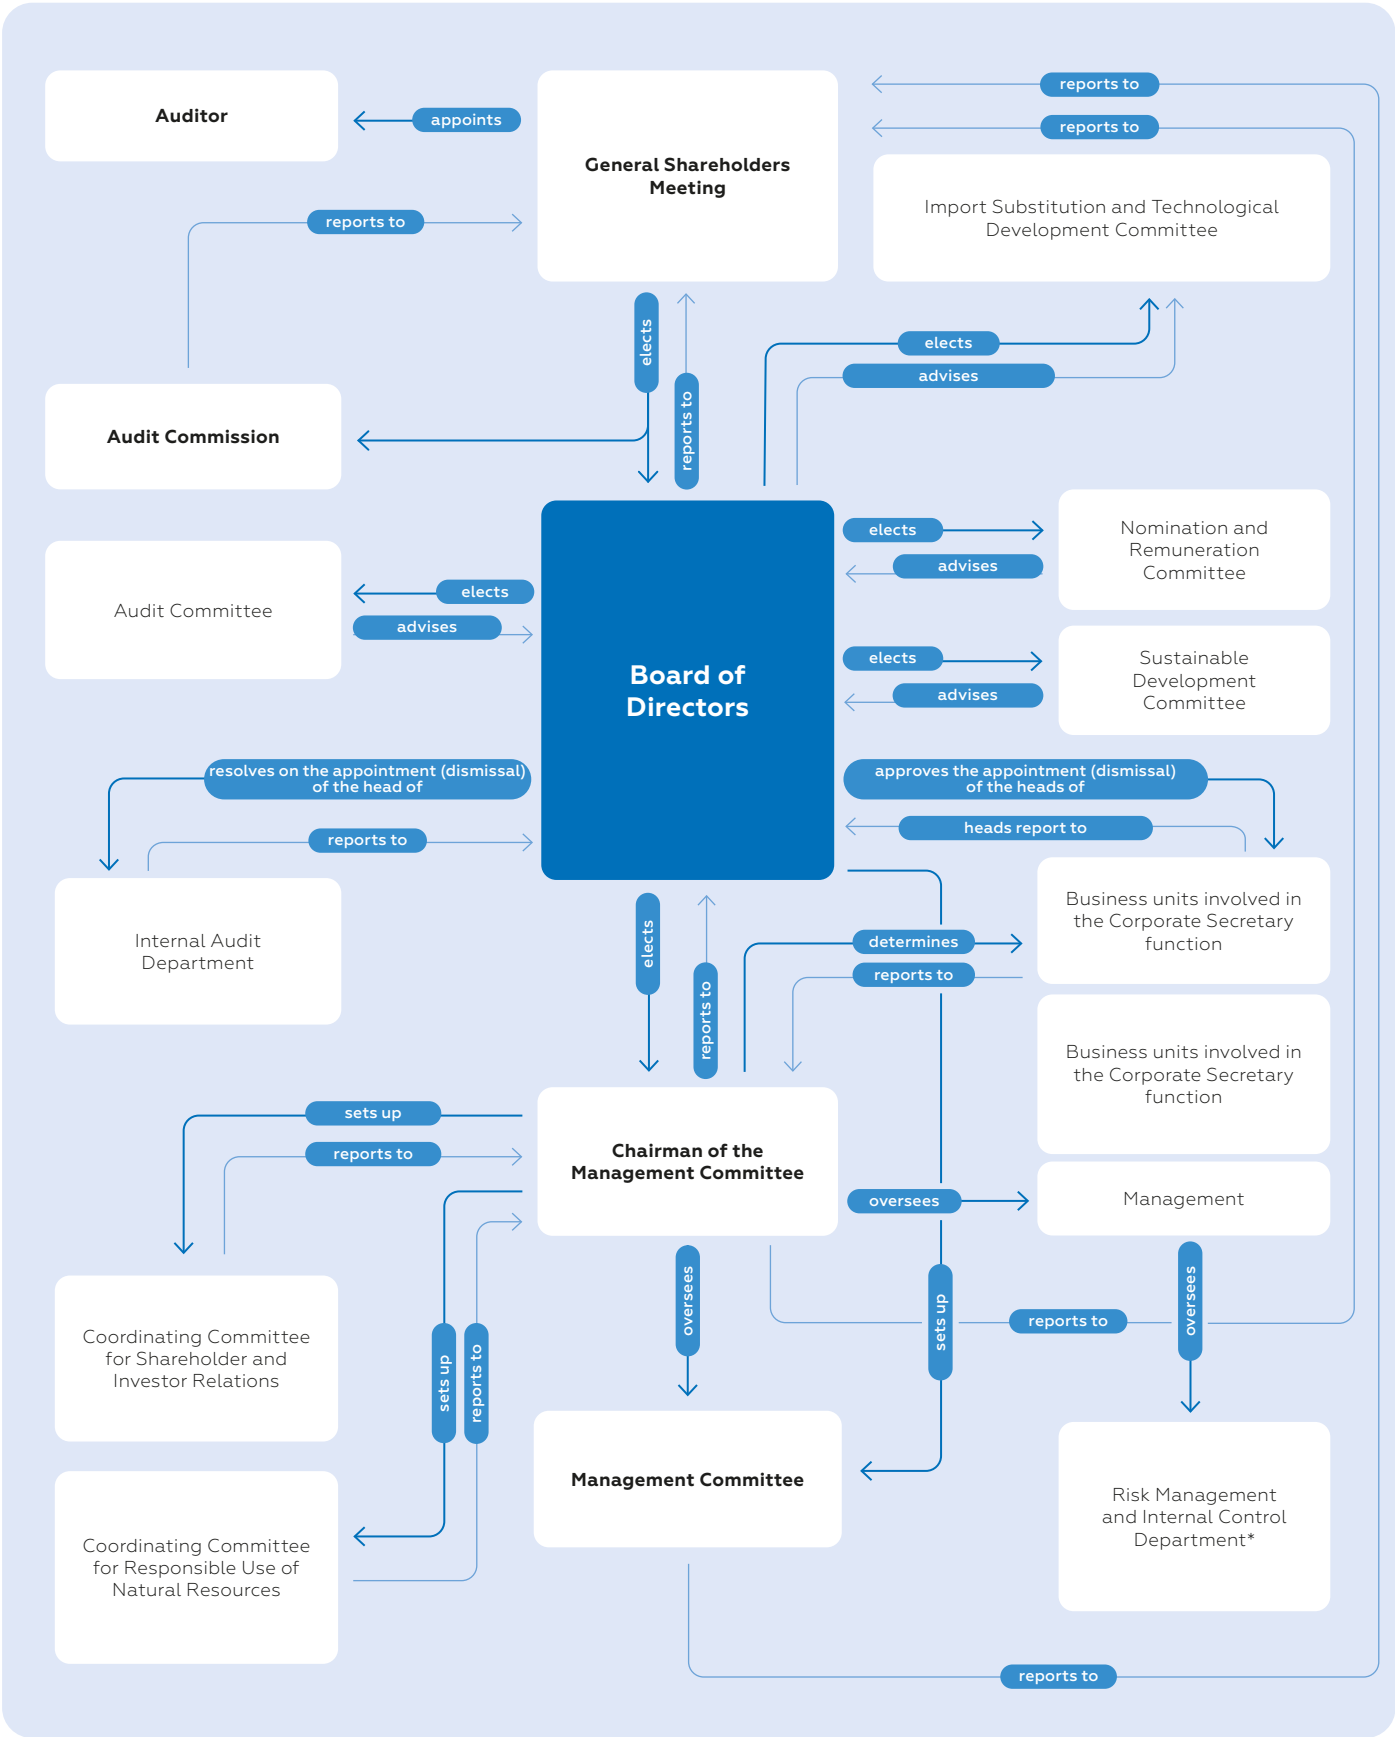 Auditor
appoints
General Shareholders
Meeting
reports to
reports to
Import Substitution and Technological
Development Committee
reports to
elects
reports to
elects
advises
Audit Commission
Audit Committee
elects
advises
Board of
Directors
elects
advises
Nomination and
Remuneration
Committee
elects
advises
Sustainable
Development
Committee
resolves on the appointment (dismissal)
of the head of
reports to
approves the appointment (dismissal)
of the heads of
heads report to
Internal Audit
Department
elects
reports to
determines
reports to
Business units involved in
the Corporate Secretary
function
Business units involved in
the Corporate Secretary
function
sets up
reports to
Chairman of the
Management Committee
oversees
Management
Coordinating Committee
for Shareholder and
Investor Relations
sets up
reports to
oversees
sets up
reports to
oversees
Management Committee
Risk Management
and Internal Control
Department*
Coordinating Committee
for Responsible Use of
Natural Resources
reports to